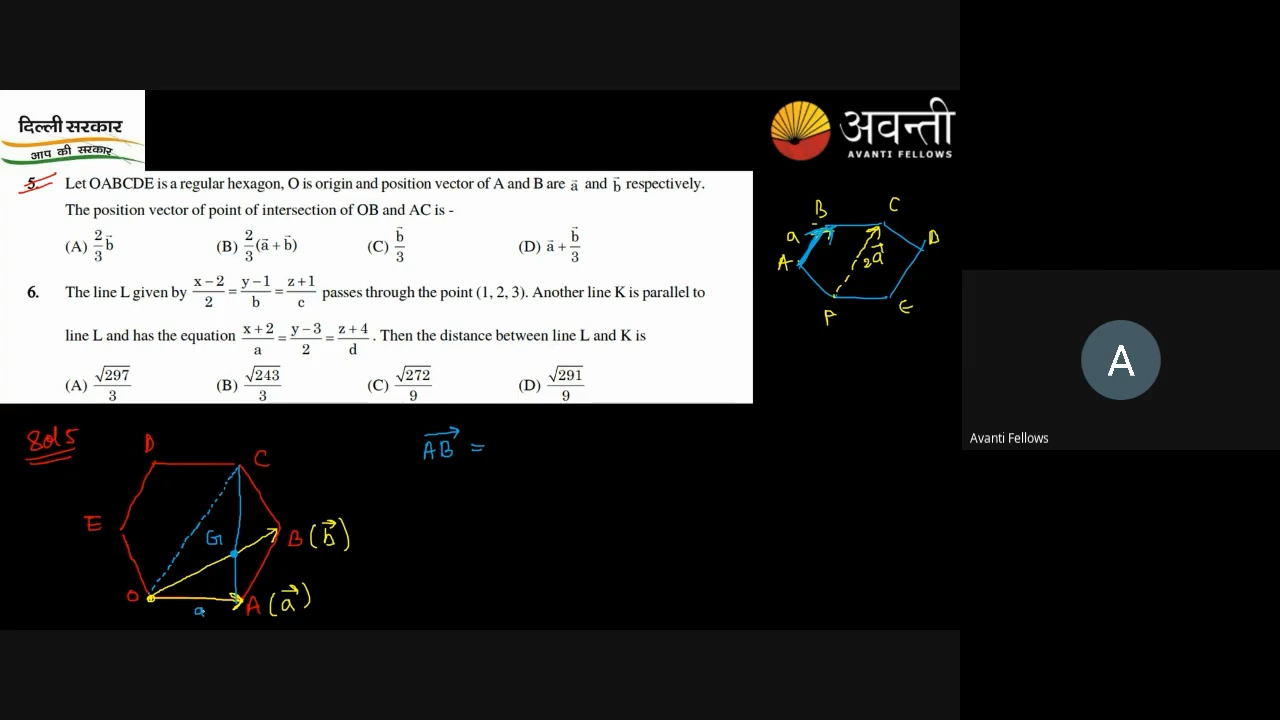 दिल्ली सरकार
आप की सरकार
अवन्ती
AVANTI FELLOWS
5. Let OABCDE is a regular hexagon, O is origin and position vector of A and B are a⃗ and b⃗ respectively.
The position vector of point of intersection of OB and AC is -
(A) 2/3 b⃗ (B) 2/3 (a⃗ + b⃗) (C) b⃗/3 (D) a⃗ + b⃗/3
6. The line L given by (x−2)/2 = (y−1)/b = (z+1)/c passes through the point (1, 2, 3). Another line K is parallel to
line L and has the equation (x+2)/a = (y−3)/2 = (z+4)/d. Then the distance between line L and K is
(A) √297/3 (B) √243/3 (C) √272/9 (D) √291/9
B C
a
A 2a⃗ D
F E
A
Avanti Fellows
Sol 5
D C
AB⃗ =
E G B (b⃗)
O a A (a⃗)